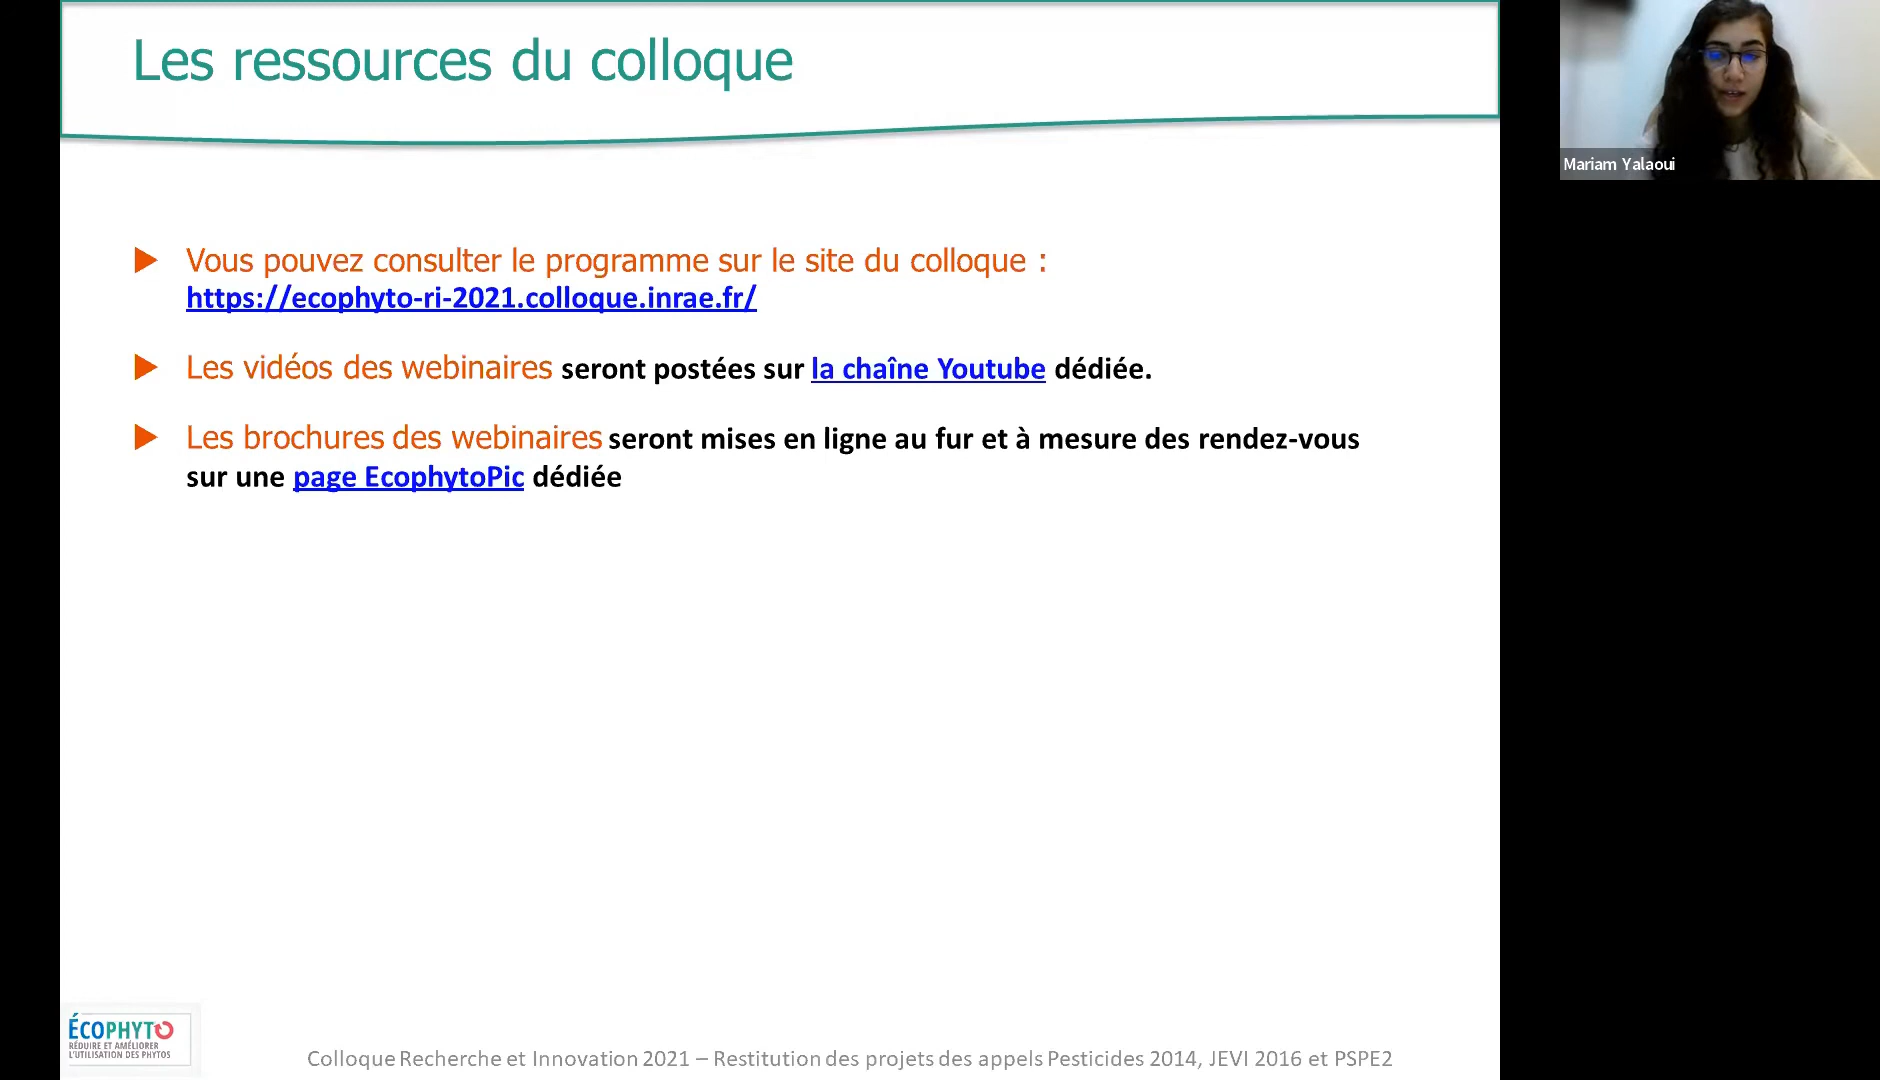 Les ressources du colloque
Mariam Yalaoui
Vous pouvez consulter le programme sur le site du colloque :
https://ecophyto-ri-2021.colloque.inrae.fr/
Les vidéos des webinaires seront postées sur la chaîne Youtube dédiée.
Les brochures des webinaires seront mises en ligne au fur et à mesure des rendez-vous
sur une page EcophytoPic dédiée
ÉCOPHYTO
RÉDUIRE ET AMÉLIORER
L'UTILISATION DES PHYTOS
Colloque Recherche et Innovation 2021 – Restitution des projets des appels Pesticides 2014, JEVI 2016 et PSPE2